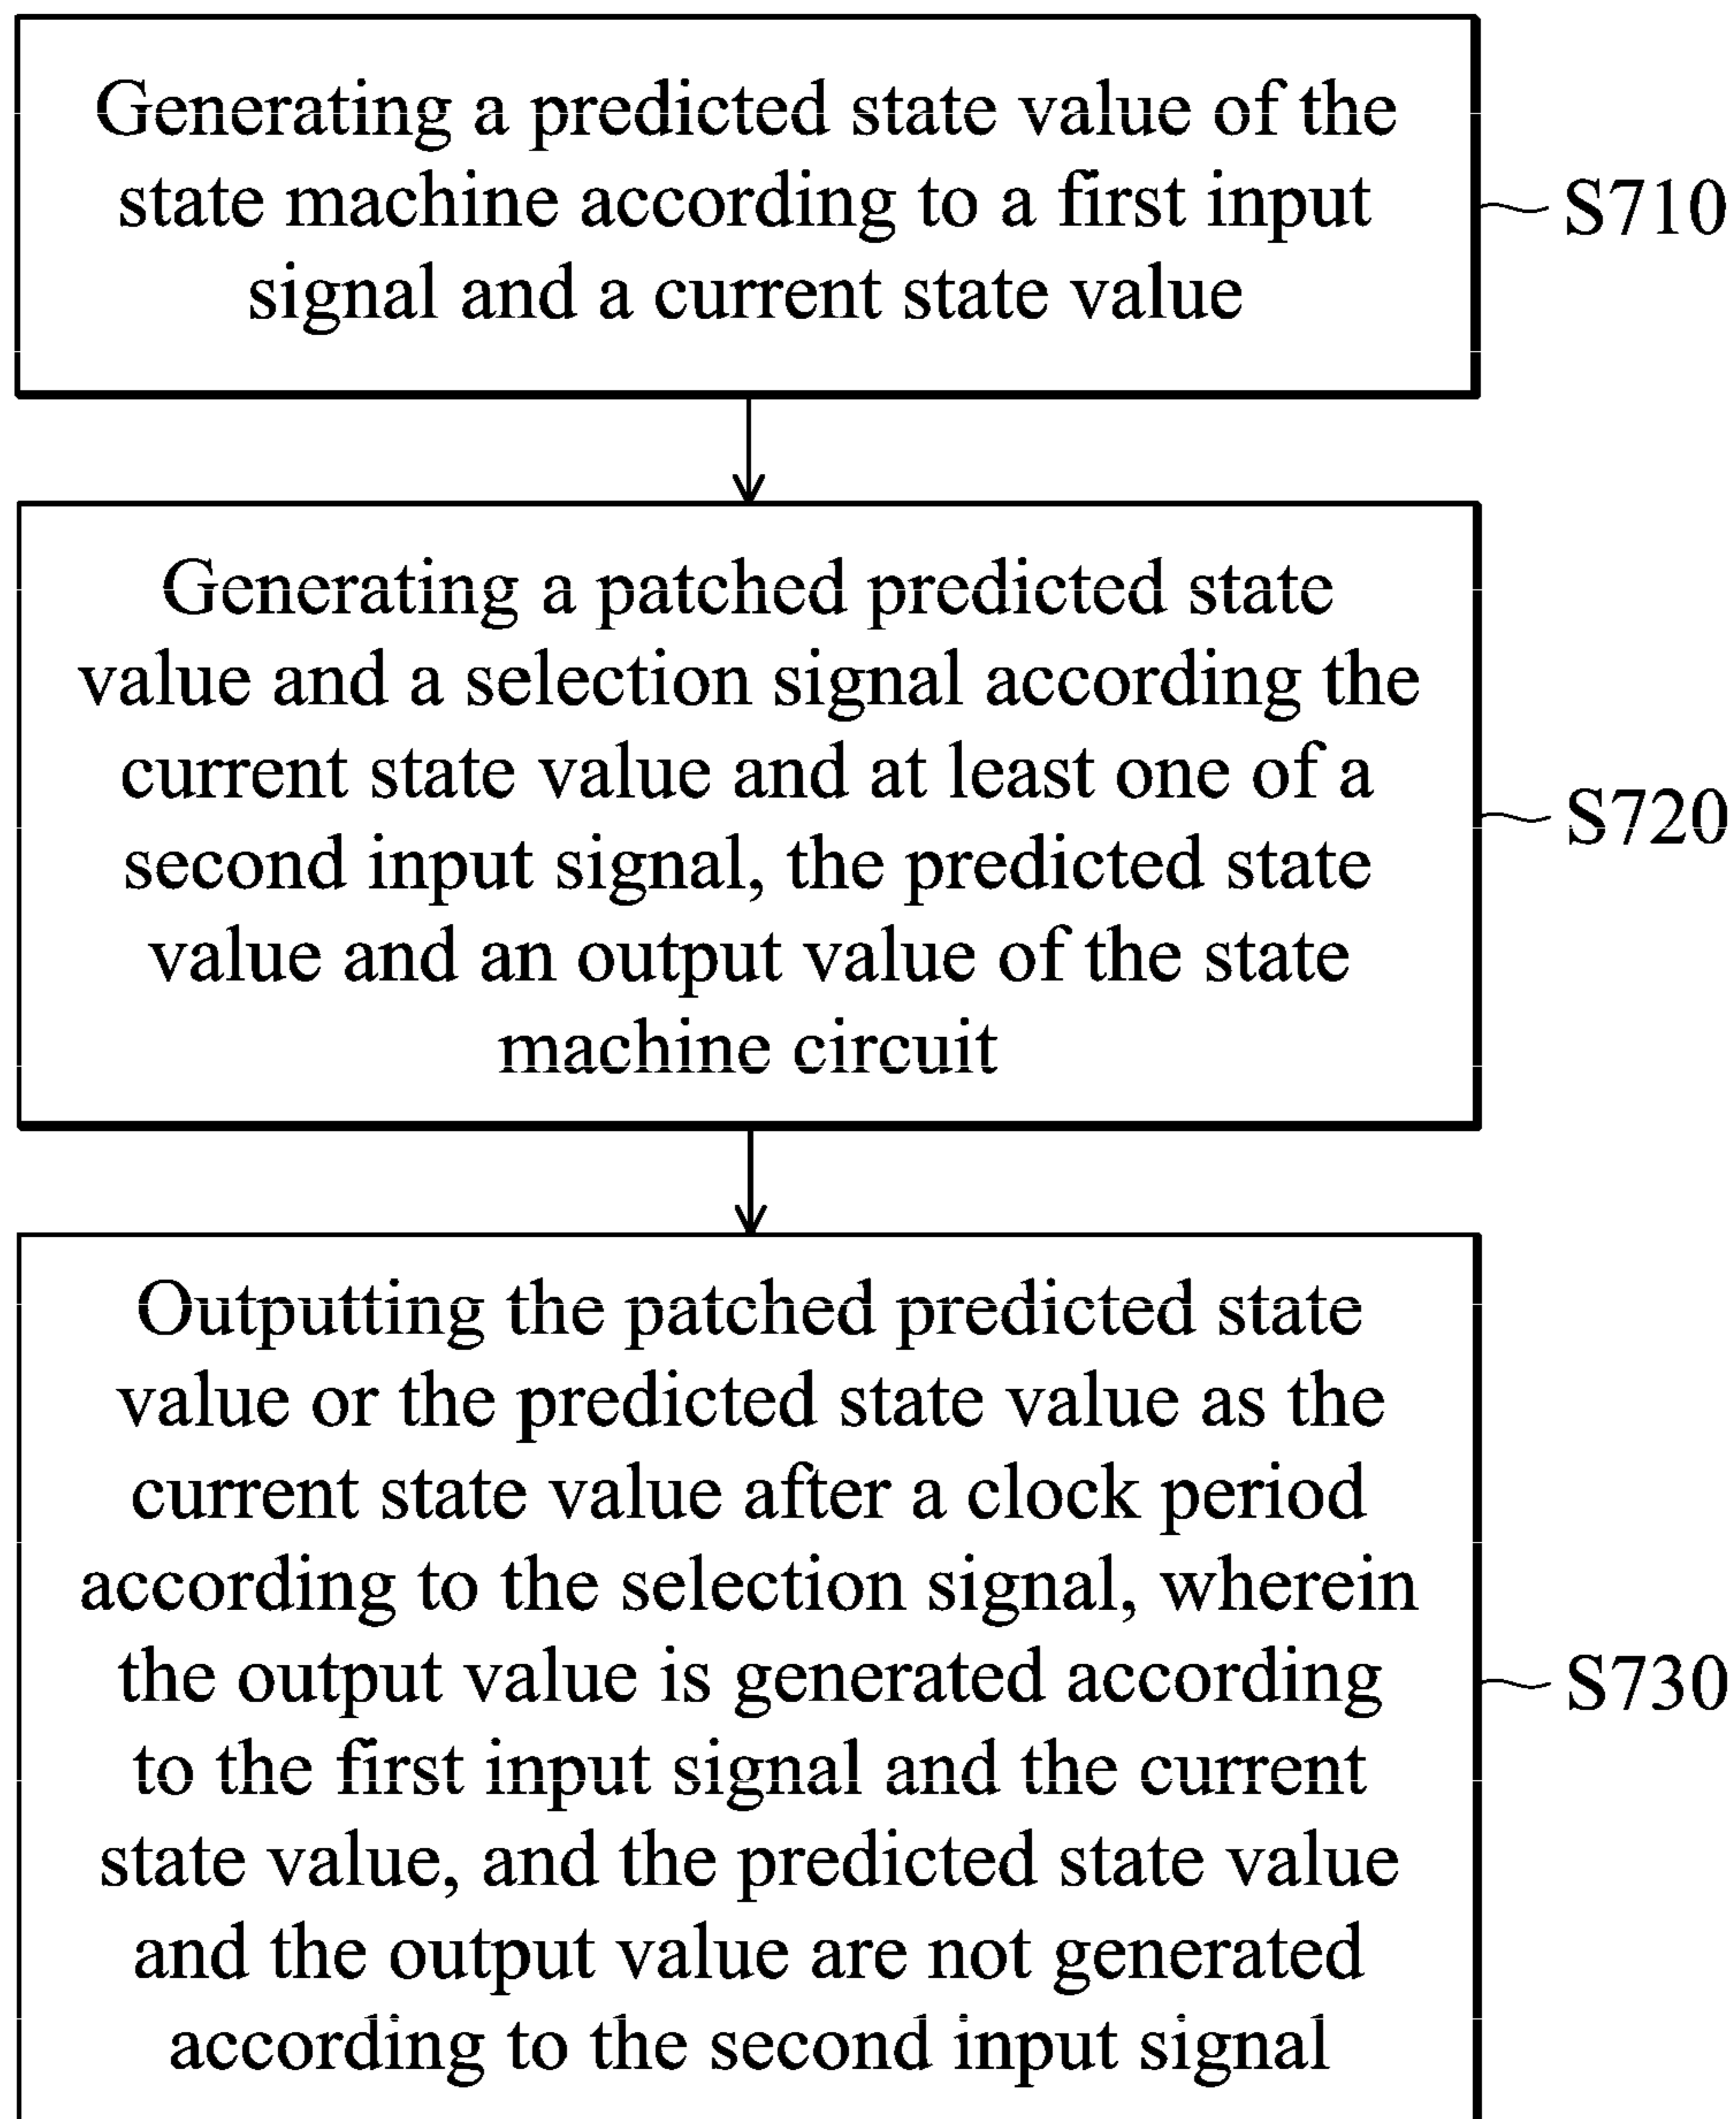 Generating a predicted state value of the
state machine according to a first input
signal and a current state value
S710
Generating a patched predicted state
value and a selection signal according the
current state value and at least one of a
second input signal, the predicted state
value and an output value of the state
machine circuit
S720
Outputting the patched predicted state
value or the predicted state value as the
current state value after a clock period
according to the selection signal, wherein
the output value is generated according
to the first input signal and the current
state value, and the predicted state value
and the output value are not generated
according to the second input signal
S730